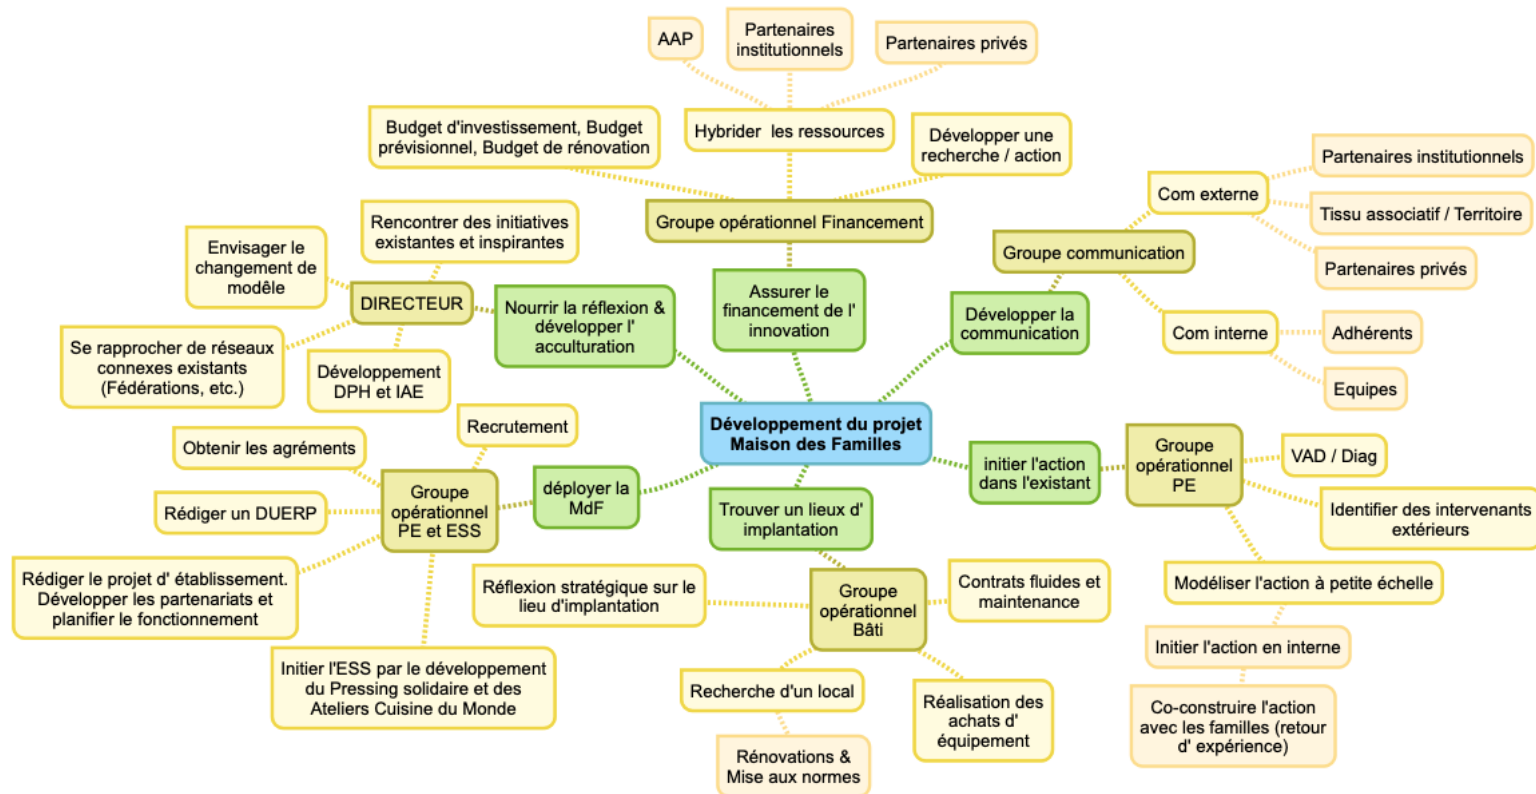 AAP
Partenaires
institutionnels
Partenaires privés
Budget d'investissement, Budget
prévisionnel, Budget de rénovation
Hybrider les ressources
Développer une
recherche / action
Groupe opérationnel Financement
Assurer le
financement de l'
innovation
Partenaires institutionnels
Com externe
Tissu associatif / Territoire
Partenaires privés
Groupe communication
Développer la
communication
Com interne
Adhérents
Equipes
Rencontrer des initiatives
existantes et inspirantes
Envisager le
changement de
modêle
DIRECTEUR
Nourrir la réflexion &
développer l'
acculturation
Se rapprocher de réseaux
connexes existants
(Fédérations, etc.)
Développement
DPH et IAE
Développement du projet
Maison des Familles
Recrutement
Obtenir les agréments
Groupe
opérationnel
PE et ESS
déployer la
MdF
Rédiger un DUERP
Rédiger le projet d' établissement.
Développer les partenariats et
planifier le fonctionnement
Initier l'ESS par le développement
du Pressing solidaire et des
Ateliers Cuisine du Monde
Trouver un lieux d'
implantation
Réflexion stratégique sur le
lieu d'implantation
Groupe
opérationnel
Bâti
Contrats fluides et
maintenance
Recherche d'un local
Rénovations &
Mise aux normes
Réalisation des
achats d'
équipement
initier l'action
dans l'existant
Groupe
opérationnel
PE
VAD / Diag
Identifier des intervenants
extérieurs
Modéliser l'action à petite échelle
Initier l'action en interne
Co-construire l'action
avec les familles (retour
d' expérience)